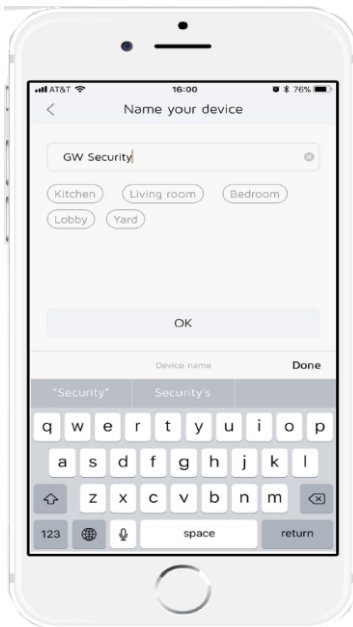 AT&T 16:00 76%
Name your device
GW Security
Kitchen Living room Bedroom
Lobby Yard
OK
Device name Done
"Security" Security's
q w e r t y u i o p
a s d f g h j k l
z x c v b n m
123 space return